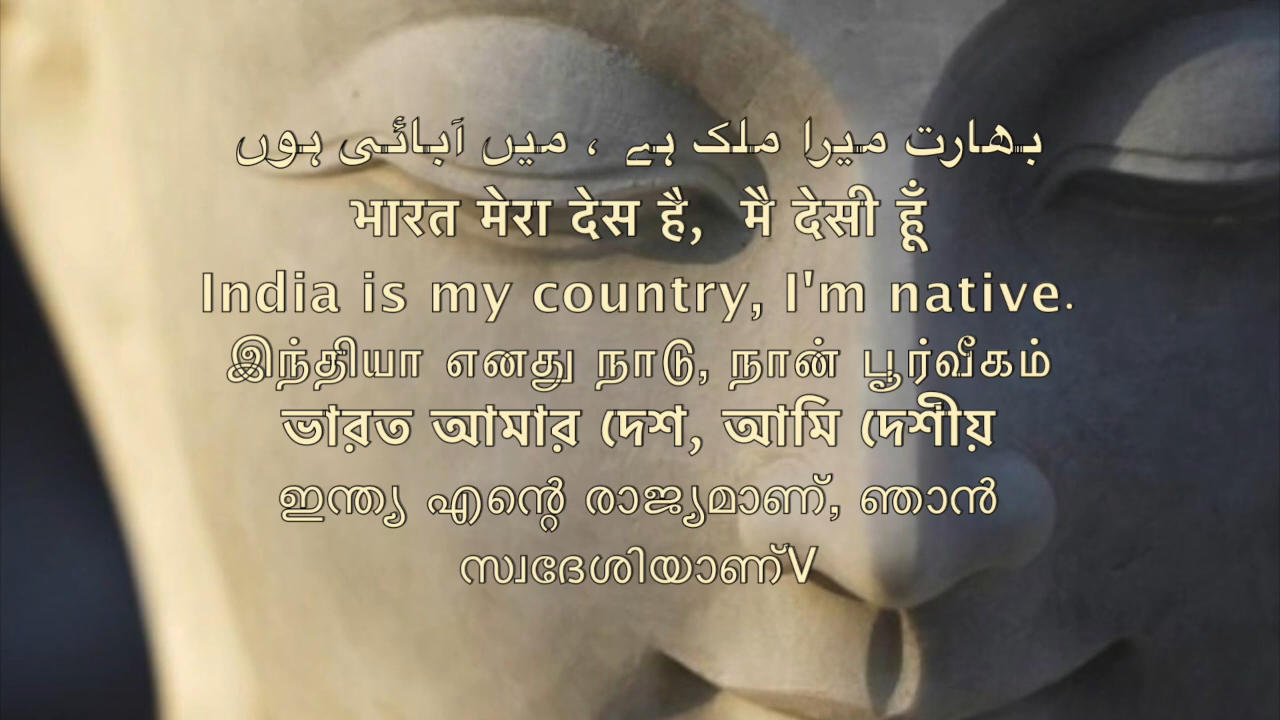 بھارت میرا ملک ہے ، میں آبائی ہوں
भारत मेरा देस है, मै देसी हूँ
India is my country, I'm native.
இந்தியா எனது நாடு, நான் பூர்வீகம்
ভারত আমার দেশ, আমি দেশীয়
ഇന്ത്യ എന്റെ രാജ്യമാണ്, ഞാൻ
സ്വദേശിയാണ്V